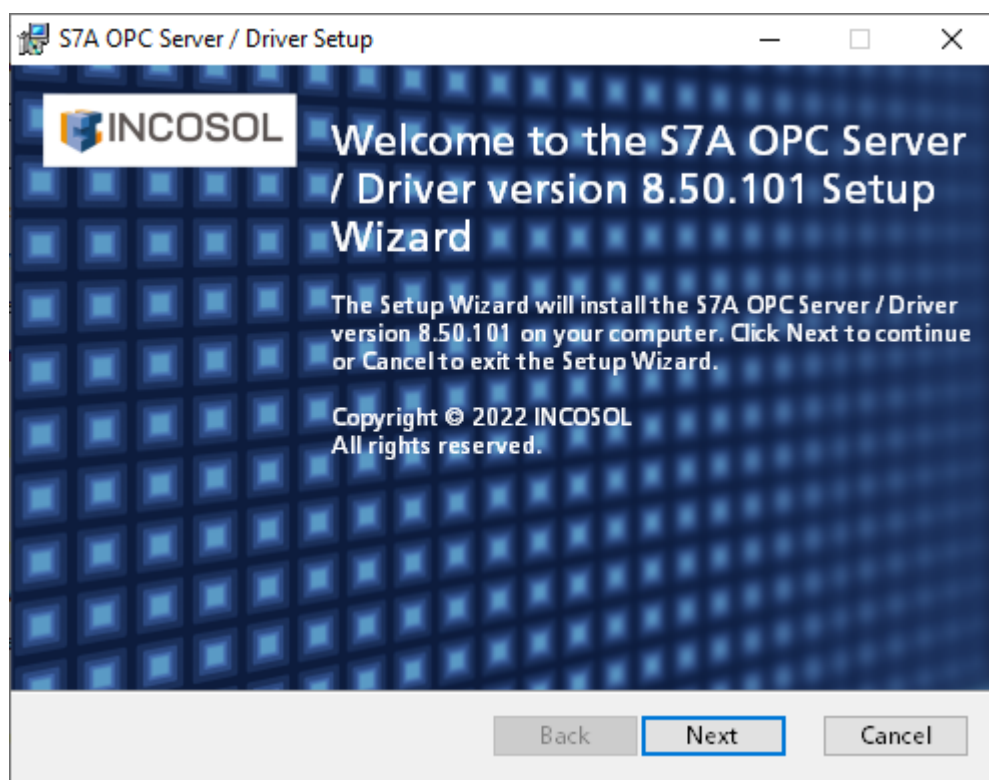 S7A OPC Server / Driver Setup
INCOSOL
Welcome to the S7A OPC Server
/ Driver version 8.50.101 Setup
Wizard
The Setup Wizard will install the S7A OPC Server / Driver
version 8.50.101 on your computer. Click Next to continue
or Cancel to exit the Setup Wizard.
Copyright © 2022 INCOSOL
All rights reserved.
Back Next Cancel